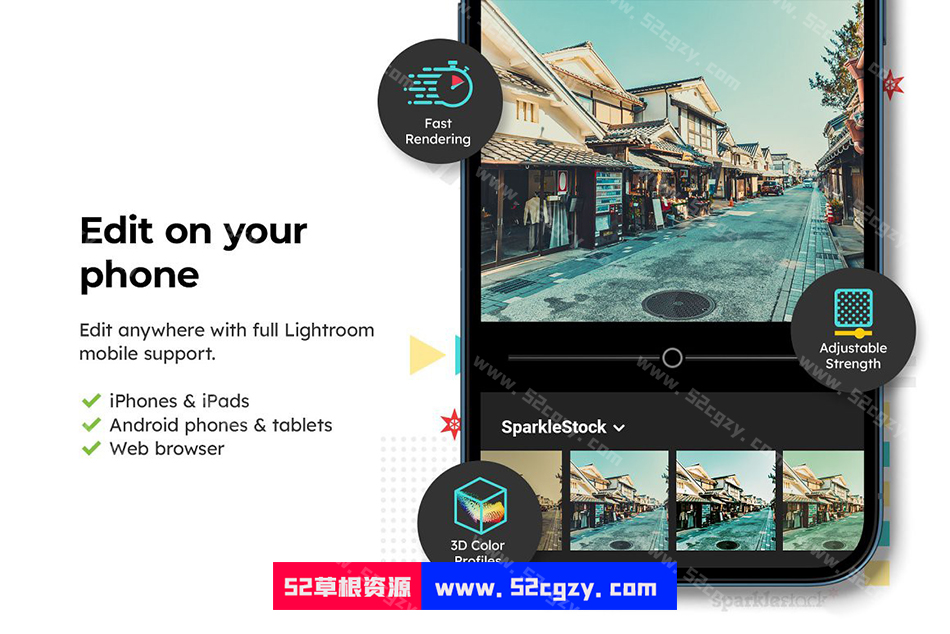 Fast
Rendering
Edit on your
phone
Edit anywhere with full Lightroom
mobile support.
iPhones & iPads
Android phones & tablets
Web browser
Adjustable
Strength
SparkleStock
3D Color
Profiles
52草根资源 www.52cgzy.com
sparklestock
www.52cgzy.com